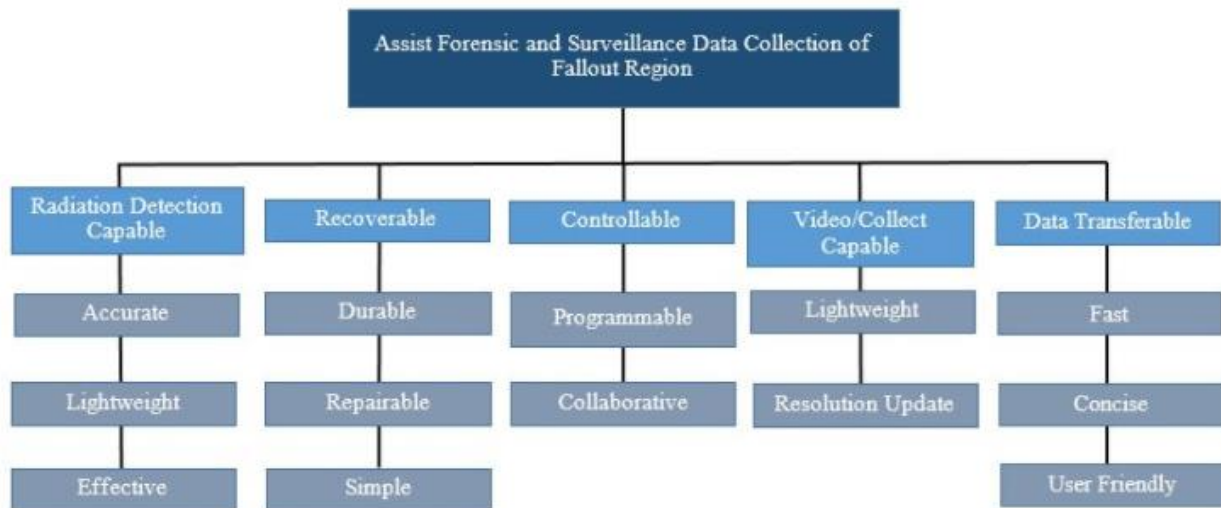 Assist Forensic and Surveillance Data Collection of
Fallout Region
Radiation Detection
Capable
Accurate
Lightweight
Effective
Recoverable
Durable
Repairable
Simple
Controllable
Programmable
Collaborative
Video/Collect
Capable
Lightweight
Resolution Update
Data Transferable
Fast
Concise
User Friendly